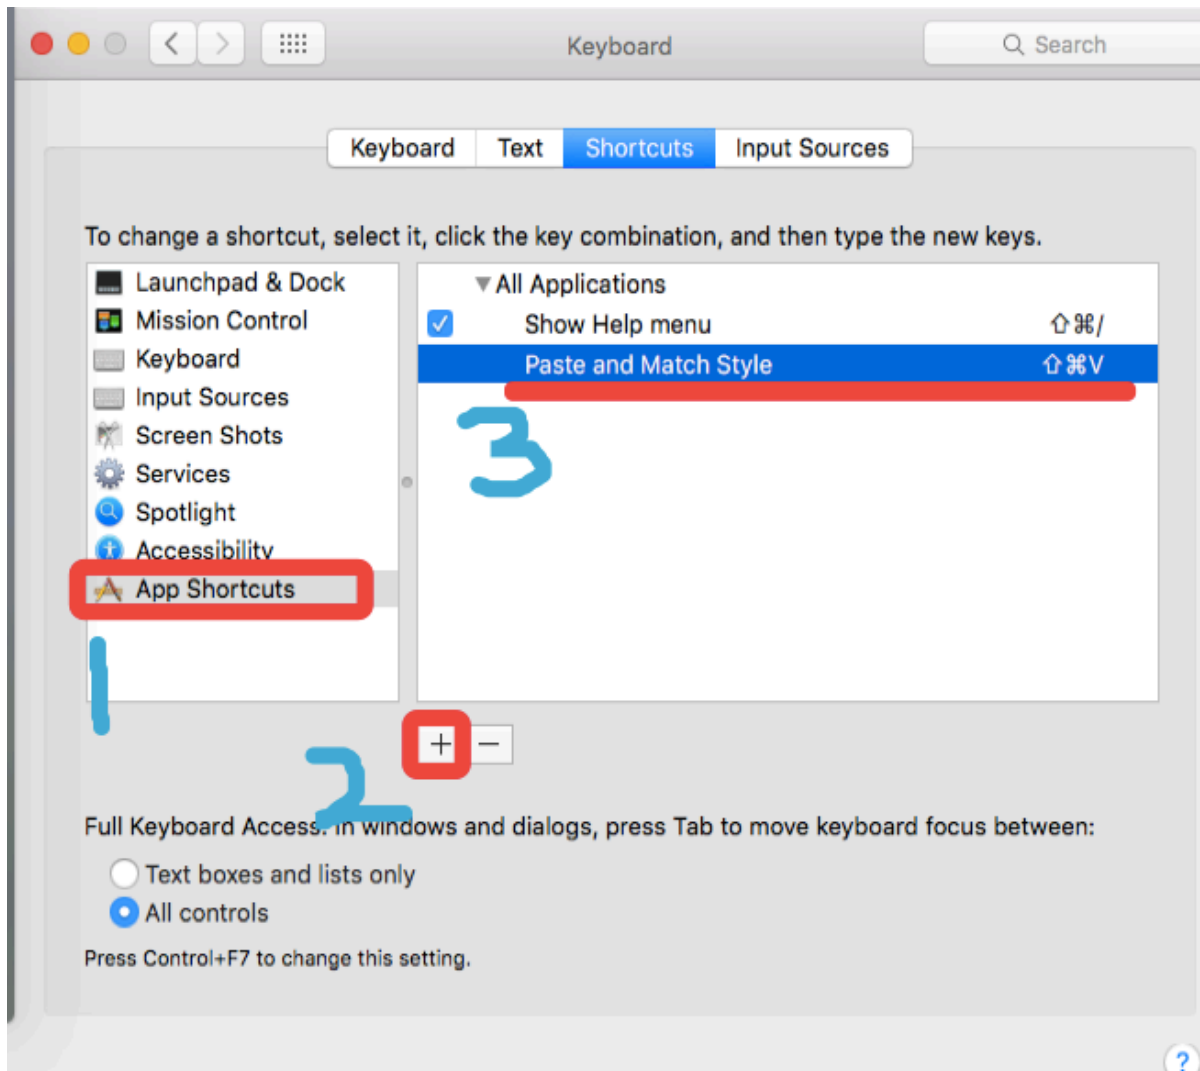 Keyboard
Search
Keyboard Text Shortcuts Input Sources
To change a shortcut, select it, click the key combination, and then type the new keys.
Launchpad & Dock
Mission Control
Keyboard
Input Sources
Screen Shots
Services
Spotlight
Accessibility
App Shortcuts
1
▼All Applications
Show Help menu ⇧⌘/
Paste and Match Style ⇧⌘V
3
+ −
2
Full Keyboard Access: In windows and dialogs, press Tab to move keyboard focus between:
Text boxes and lists only
All controls
Press Control+F7 to change this setting.
?